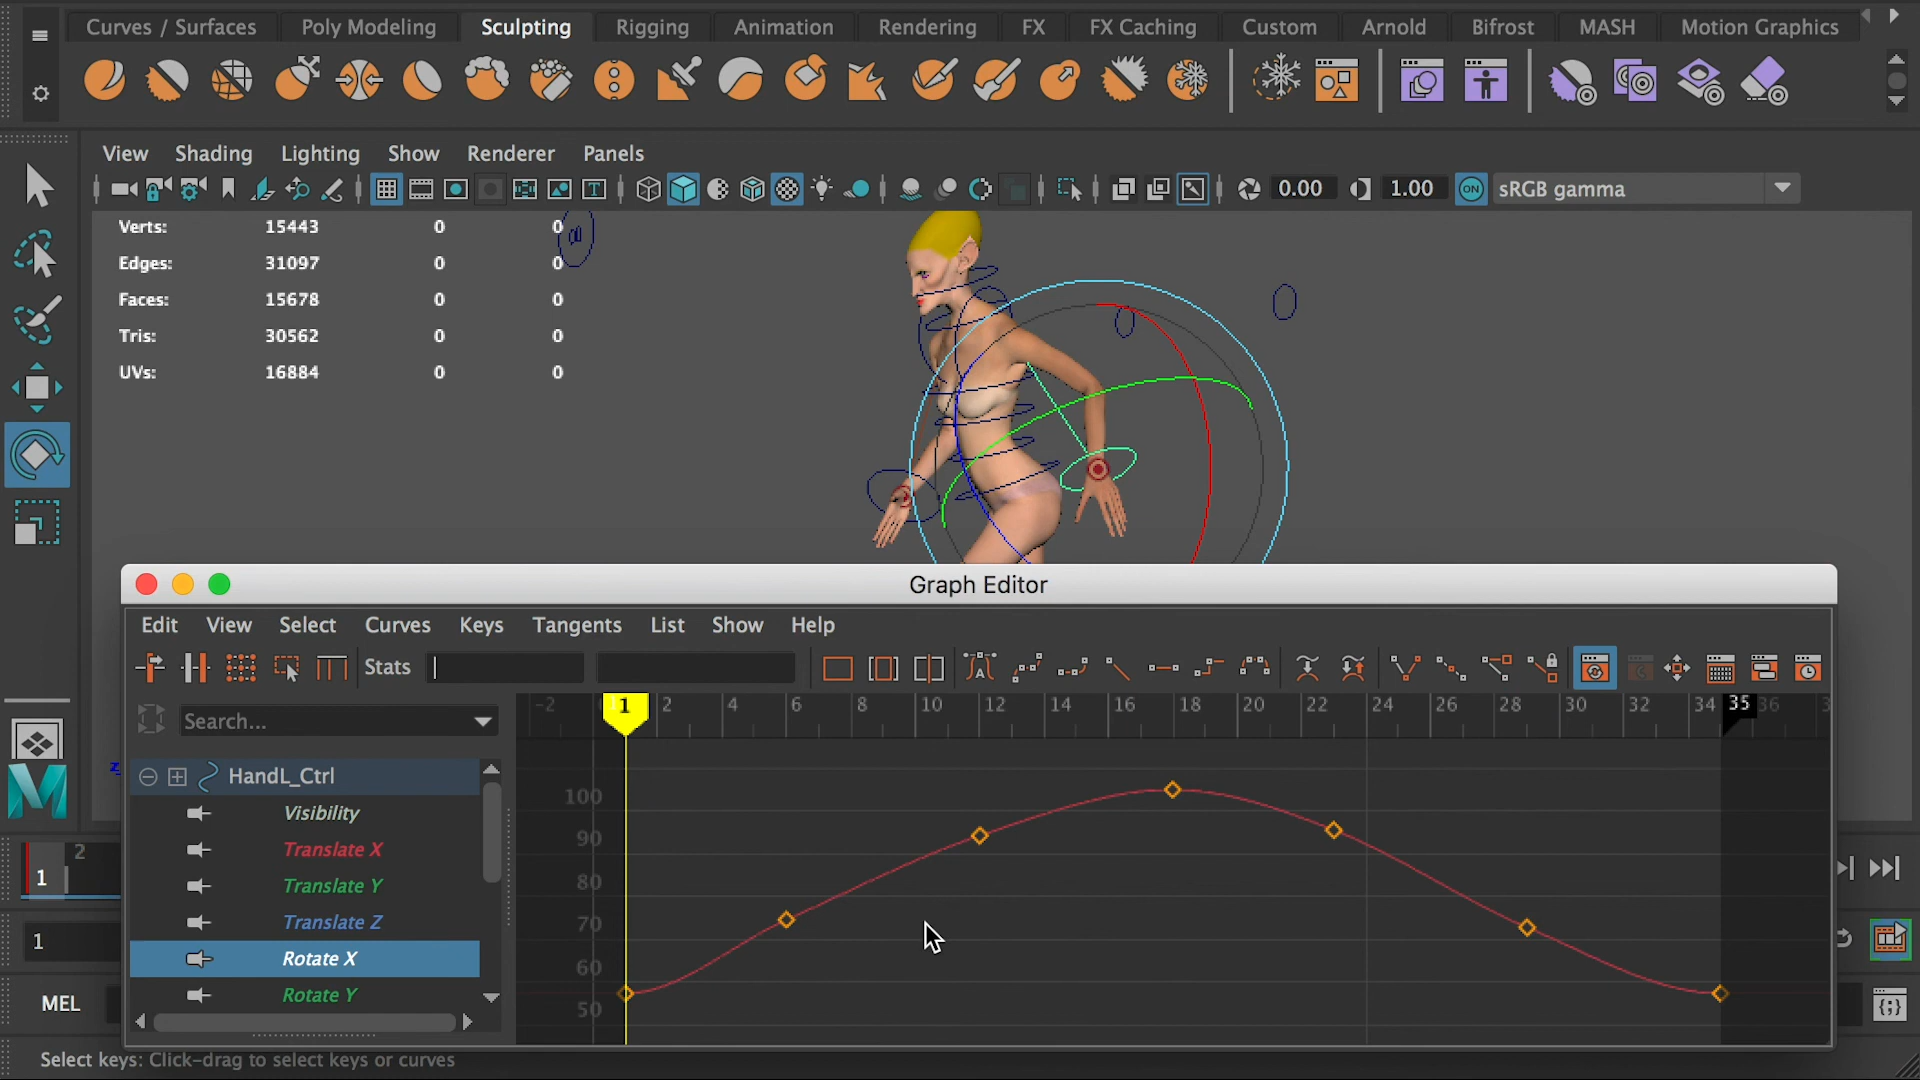 Curves / Surfaces Poly Modeling Sculpting Rigging Animation Rendering FX FX Caching Custom Arnold Bifrost MASH Motion Graphics
View Shading Lighting Show Renderer Panels
0.00 1.00 ON sRGB gamma
Verts: 15443 0 0
Edges: 31097 0 0
Faces: 15678 0 0
Tris: 30562 0 0
UVs: 16884 0 0
Graph Editor
Edit View Select Curves Keys Tangents List Show Help
Stats
Search...
-2 1 2 4 6 8 10 12 14 16 18 20 22 24 26 28 30 32 34 35 36
HandL_Ctrl
Visibility
Translate X
Translate Y
Translate Z
Rotate X
Rotate Y
100
90
80
70
60
50
z
M
1 2
1
MEL
Select keys: Click-drag to select keys or curves